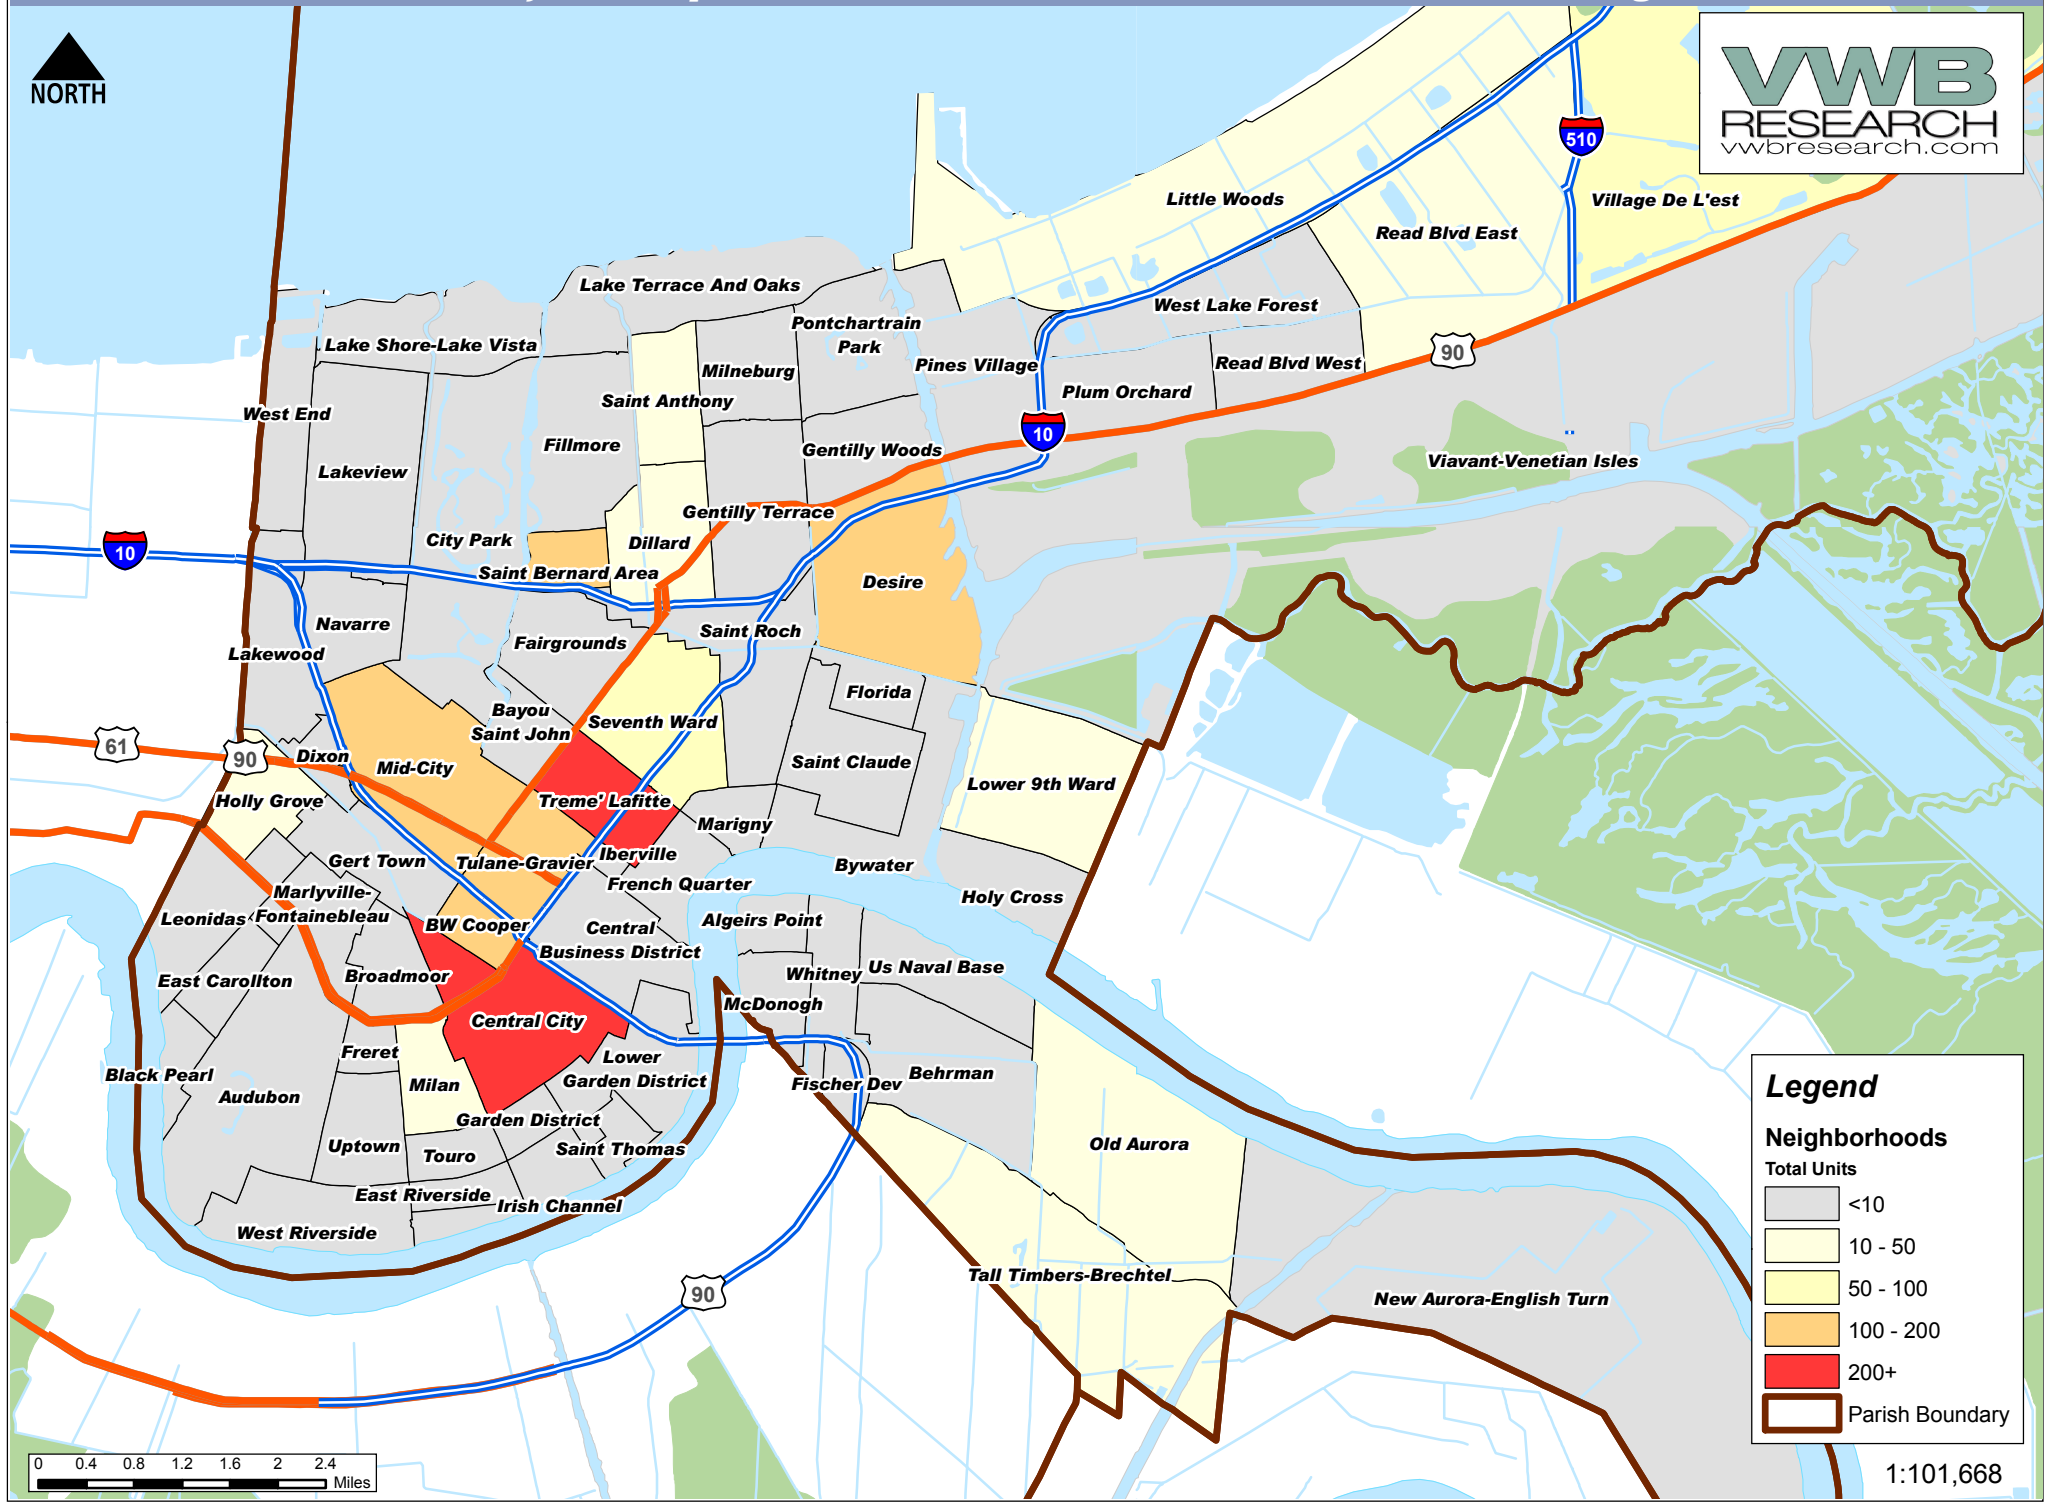 NORTH
VWB
RESEARCH
vwbresearch.com
510
Little Woods
Village De L'est
Read Blvd East
Lake Terrace And Oaks
West Lake Forest
Pontchartrain
Park
Lake Shore-Lake Vista
90
Pines Village
Read Blvd West
Milneburg
Plum Orchard
Saint Anthony
West End
10
Fillmore
Gentilly Woods
Viavant-Venetian Isles
Lakeview
Gentilly Terrace
City Park
Dillard
10
Saint Bernard Area
Desire
Navarre
Saint Roch
Fairgrounds
Lakewood
Florida
Bayou
Saint John
Seventh Ward
61
90
Dixon
Mid-City
Saint Claude
Lower 9th Ward
Holly Grove
Treme' Lafitte
Marigny
Gert Town
Tulane-Gravier
Iberville
Bywater
French Quarter
Marlyville-
Fontainebleau
Holy Cross
Leonidas
BW Cooper
Central
Business District
Algeirs Point
East Carollton
Broadmoor
Whitney
Us Naval Base
McDonogh
Central City
Freret
Lower
Garden District
Black Pearl
Audubon
Milan
Fischer Dev
Behrman
Garden District
Uptown
Touro
Saint Thomas
Old Aurora
East Riverside
Irish Channel
West Riverside
Tall Timbers-Brechtel
90
New Aurora-English Turn
Legend
Neighborhoods
Total Units
<10
10 - 50
50 - 100
100 - 200
200+
Parish Boundary
0 0.4 0.8 1.2 1.6 2 2.4
Miles
1:101,668